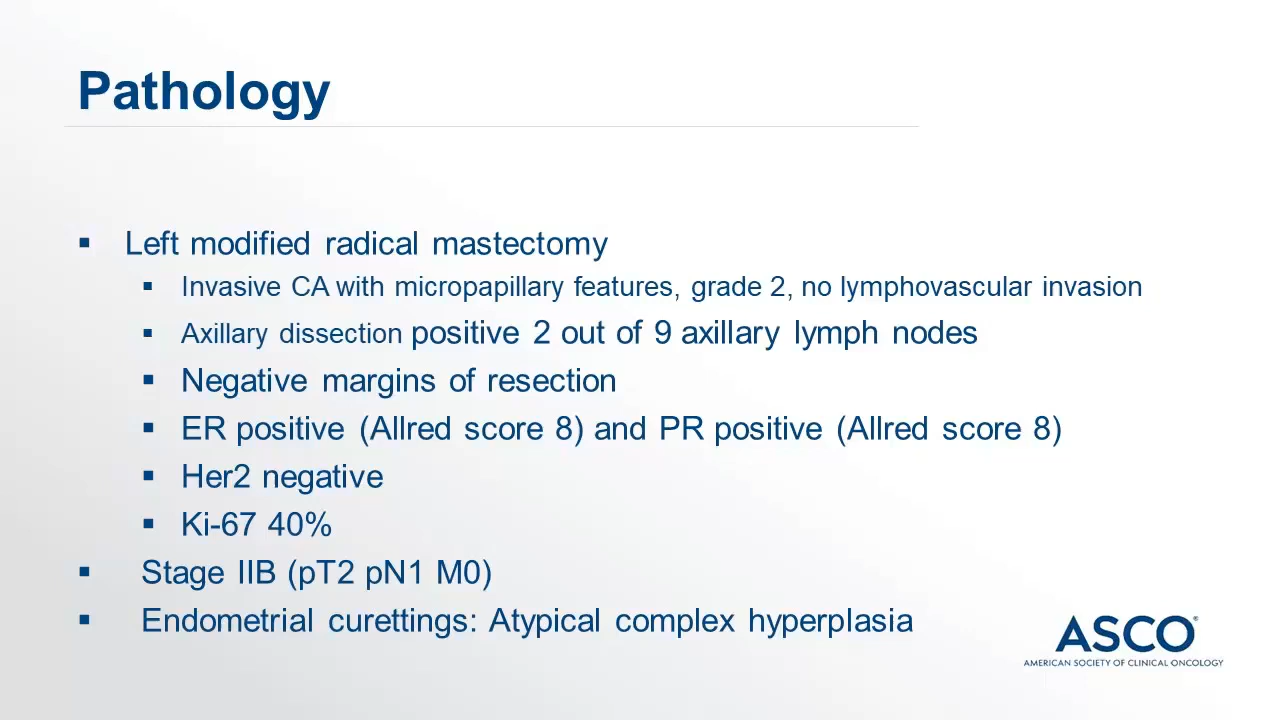 Pathology
▪ Left modified radical mastectomy
▪ Invasive CA with micropapillary features, grade 2, no lymphovascular invasion
▪ Axillary dissection positive 2 out of 9 axillary lymph nodes
▪ Negative margins of resection
▪ ER positive (Allred score 8) and PR positive (Allred score 8)
▪ Her2 negative
▪ Ki-67 40%
▪ Stage IIB (pT2 pN1 M0)
▪ Endometrial curettings: Atypical complex hyperplasia
ASCO®
AMERICAN SOCIETY OF CLINICAL ONCOLOGY